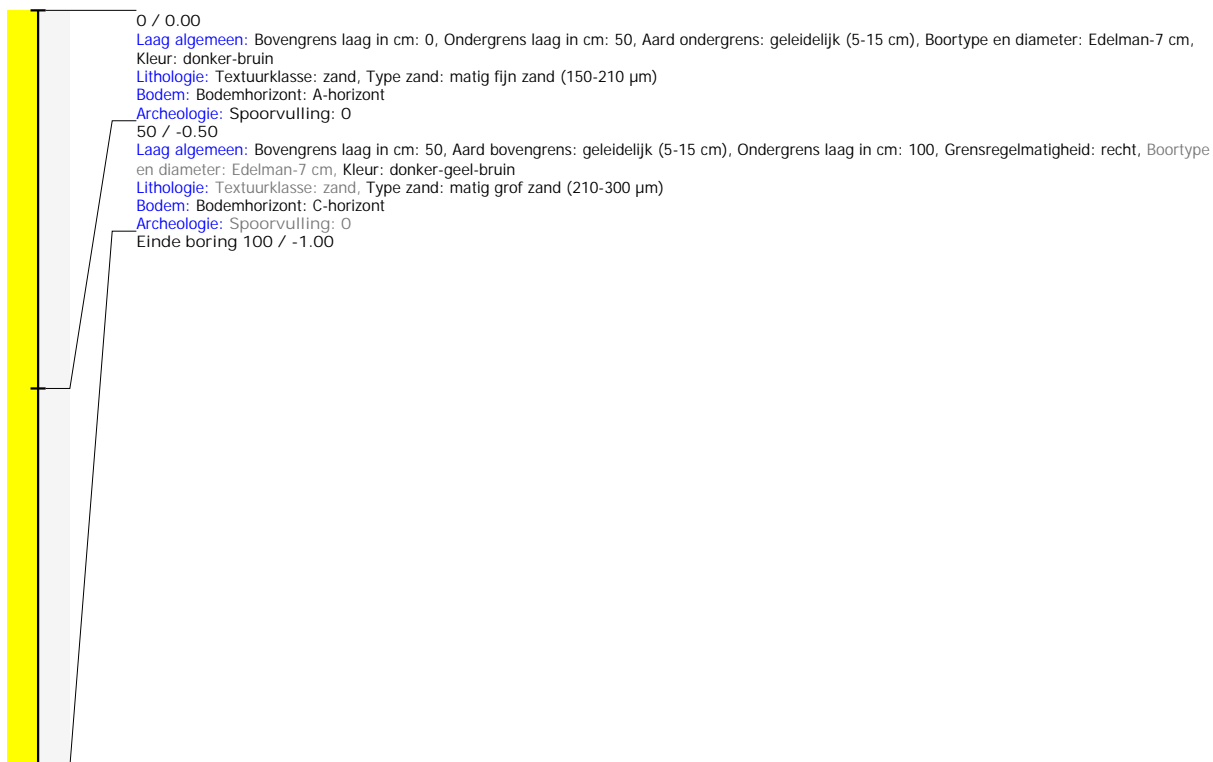 0 / 0.00
Laag algemeen: Bovengrens laag in cm: 0, Ondergrens laag in cm: 50, Aard ondergrens: geleidelijk (5-15 cm), Boortype en diameter: Edelman-7 cm,
Kleur: donker-bruin
Lithologie: Textuurklasse: zand, Type zand: matig fijn zand (150-210 µm)
Bodem: Bodemhorizont: A-horizont
Archeologie: Spoorvulling: 0
50 / -0.50
Laag algemeen: Bovengrens laag in cm: 50, Aard bovengrens: geleidelijk (5-15 cm), Ondergrens laag in cm: 100, Grensregelmatigheid: recht, Boortype
en diameter: Edelman-7 cm, Kleur: donker-geel-bruin
Lithologie: Textuurklasse: zand, Type zand: matig grof zand (210-300 µm)
Bodem: Bodemhorizont: C-horizont
Archeologie: Spoorvulling: 0
Einde boring 100 / -1.00